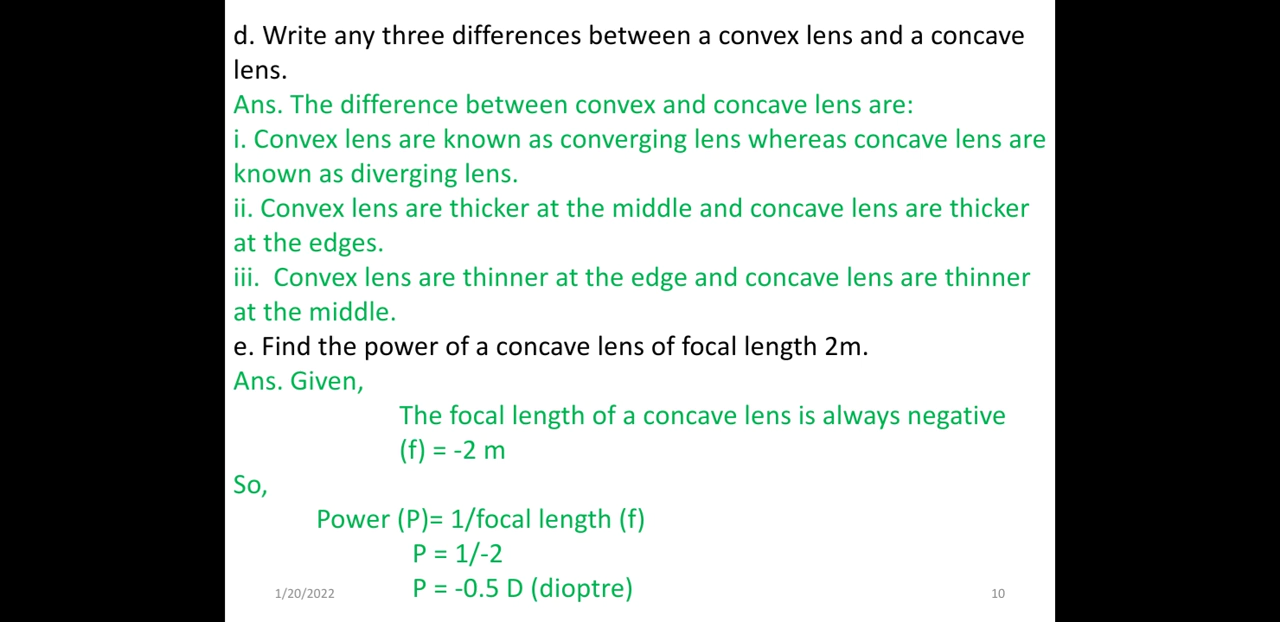 d. Write any three differences between a convex lens and a concave
lens.
Ans. The difference between convex and concave lens are:
i. Convex lens are known as converging lens whereas concave lens are
known as diverging lens.
ii. Convex lens are thicker at the middle and concave lens are thicker
at the edges.
iii.  Convex lens are thinner at the edge and concave lens are thinner
at the middle.
e. Find the power of a concave lens of focal length 2m.
Ans. Given,
The focal length of a concave lens is always negative
(f) = -2 m
So,
Power (P)= 1/focal length (f)
P = 1/-2
P = -0.5 D (dioptre)
1/20/2022
10